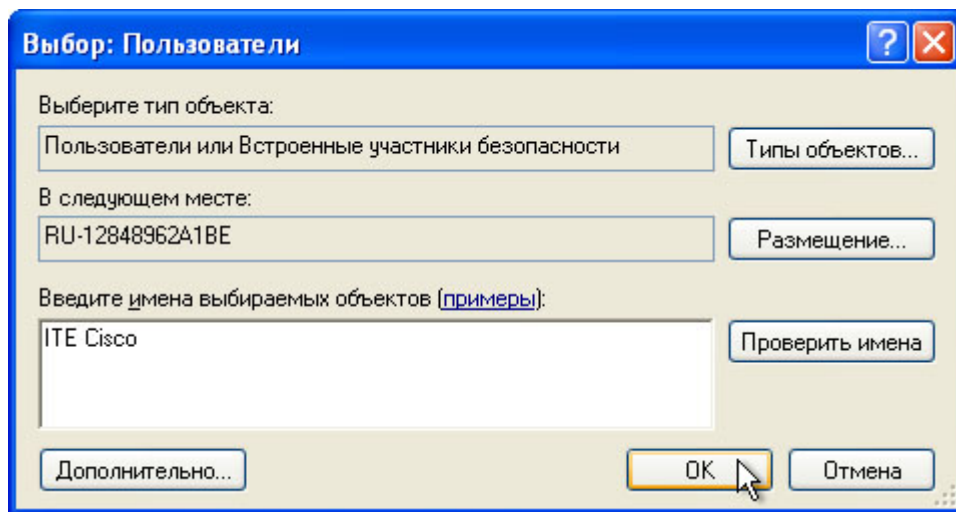 Выбор: Пользователи
?
Выберите тип объекта:
Пользователи или Встроенные участники безопасности
Типы объектов...
В следующем месте:
RU-12848962A1BE
Размещение...
Введите имена выбираемых объектов (примеры):
ITE Cisco
Проверить имена
Дополнительно...
OK
Отмена